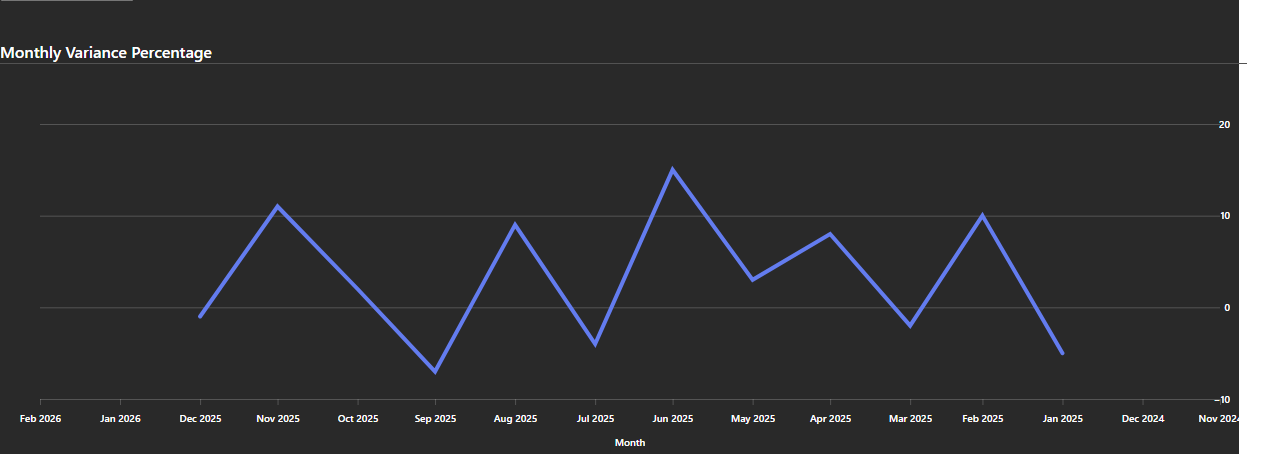 Monthly Variance Percentage
20
10
0
−10
Feb 2026 Jan 2026 Dec 2025 Nov 2025 Oct 2025 Sep 2025 Aug 2025 Jul 2025 Jun 2025 May 2025 Apr 2025 Mar 2025 Feb 2025 Jan 2025 Dec 2024 Nov 2024
Month